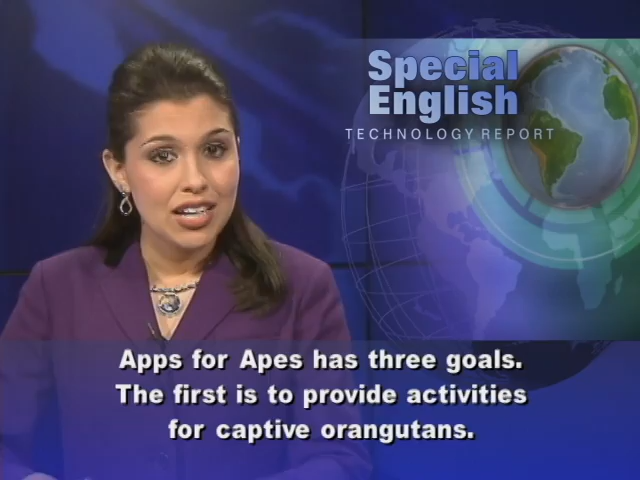 Special
English
TECHNOLOGY REPORT
Apps for Apes has three goals.
The first is to provide activities
for captive orangutans.